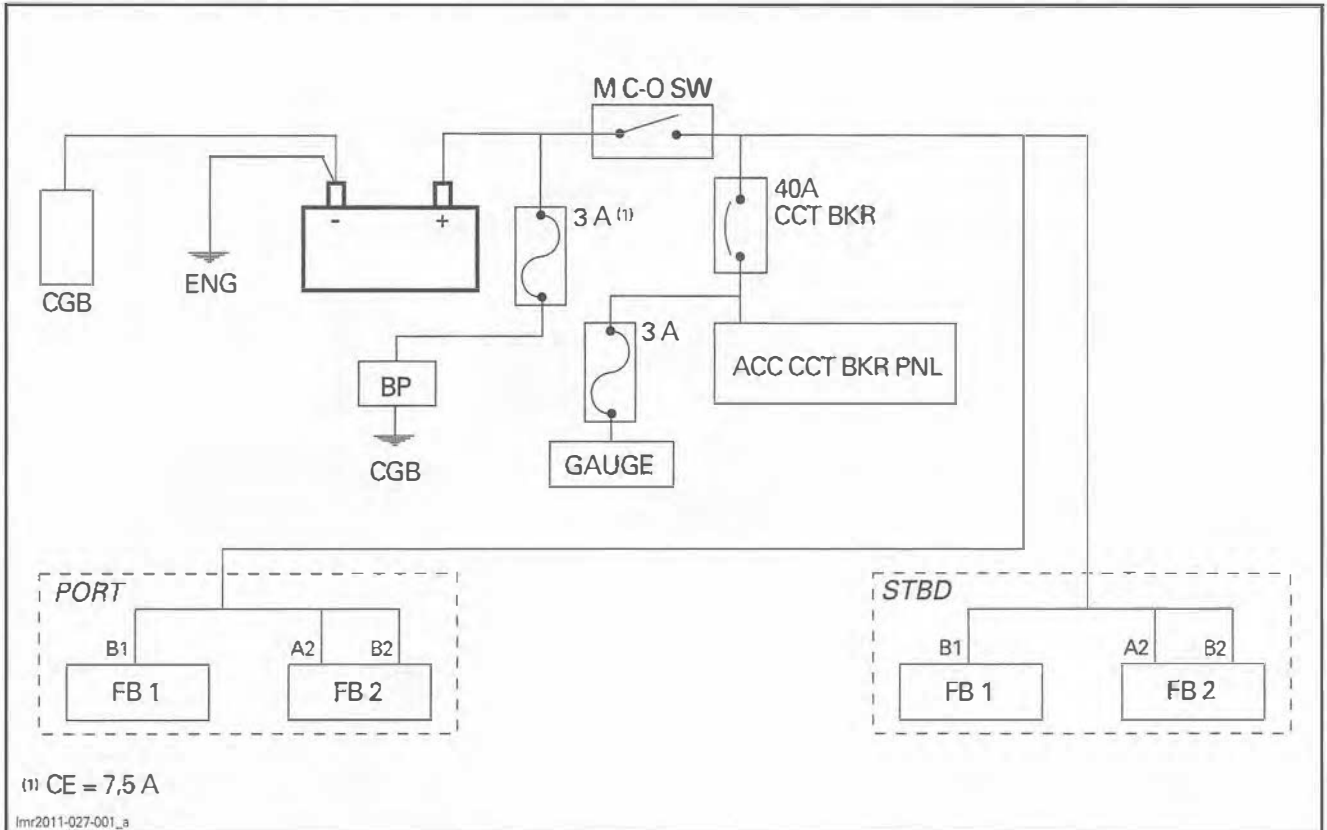 M C-O SW
- +
3 A (1)
40A
CCT BKR
CGB
ENG
3 A
ACC CCT BKR PNL
BP
CGB
GAUGE
PORT
B1 A2 B2
FB 1 FB 2
STBD
B1 A2 B2
FB 1 FB 2
(1) CE = 7,5 A
lmr2011-027-001_a